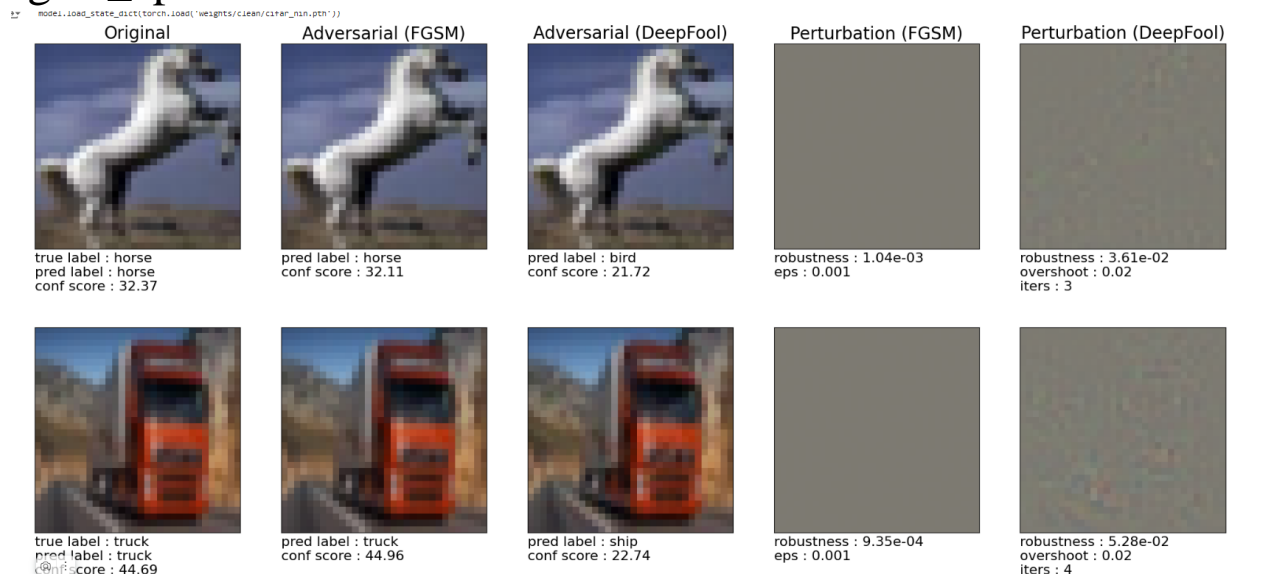 model.load_state_dict(torch.load('weights/clean/cifar_nin.pth'))
Original
Adversarial (FGSM)
Adversarial (DeepFool)
Perturbation (FGSM)
Perturbation (DeepFool)
true label : horse
pred label : horse
conf score : 32.37
pred label : horse
conf score : 32.11
pred label : bird
conf score : 21.72
robustness : 1.04e-03
eps : 0.001
robustness : 3.61e-02
overshoot : 0.02
iters : 3
true label : truck
pred label : truck
conf score : 44.69
pred label : truck
conf score : 44.96
pred label : ship
conf score : 22.74
robustness : 9.35e-04
eps : 0.001
robustness : 5.28e-02
overshoot : 0.02
iters : 4